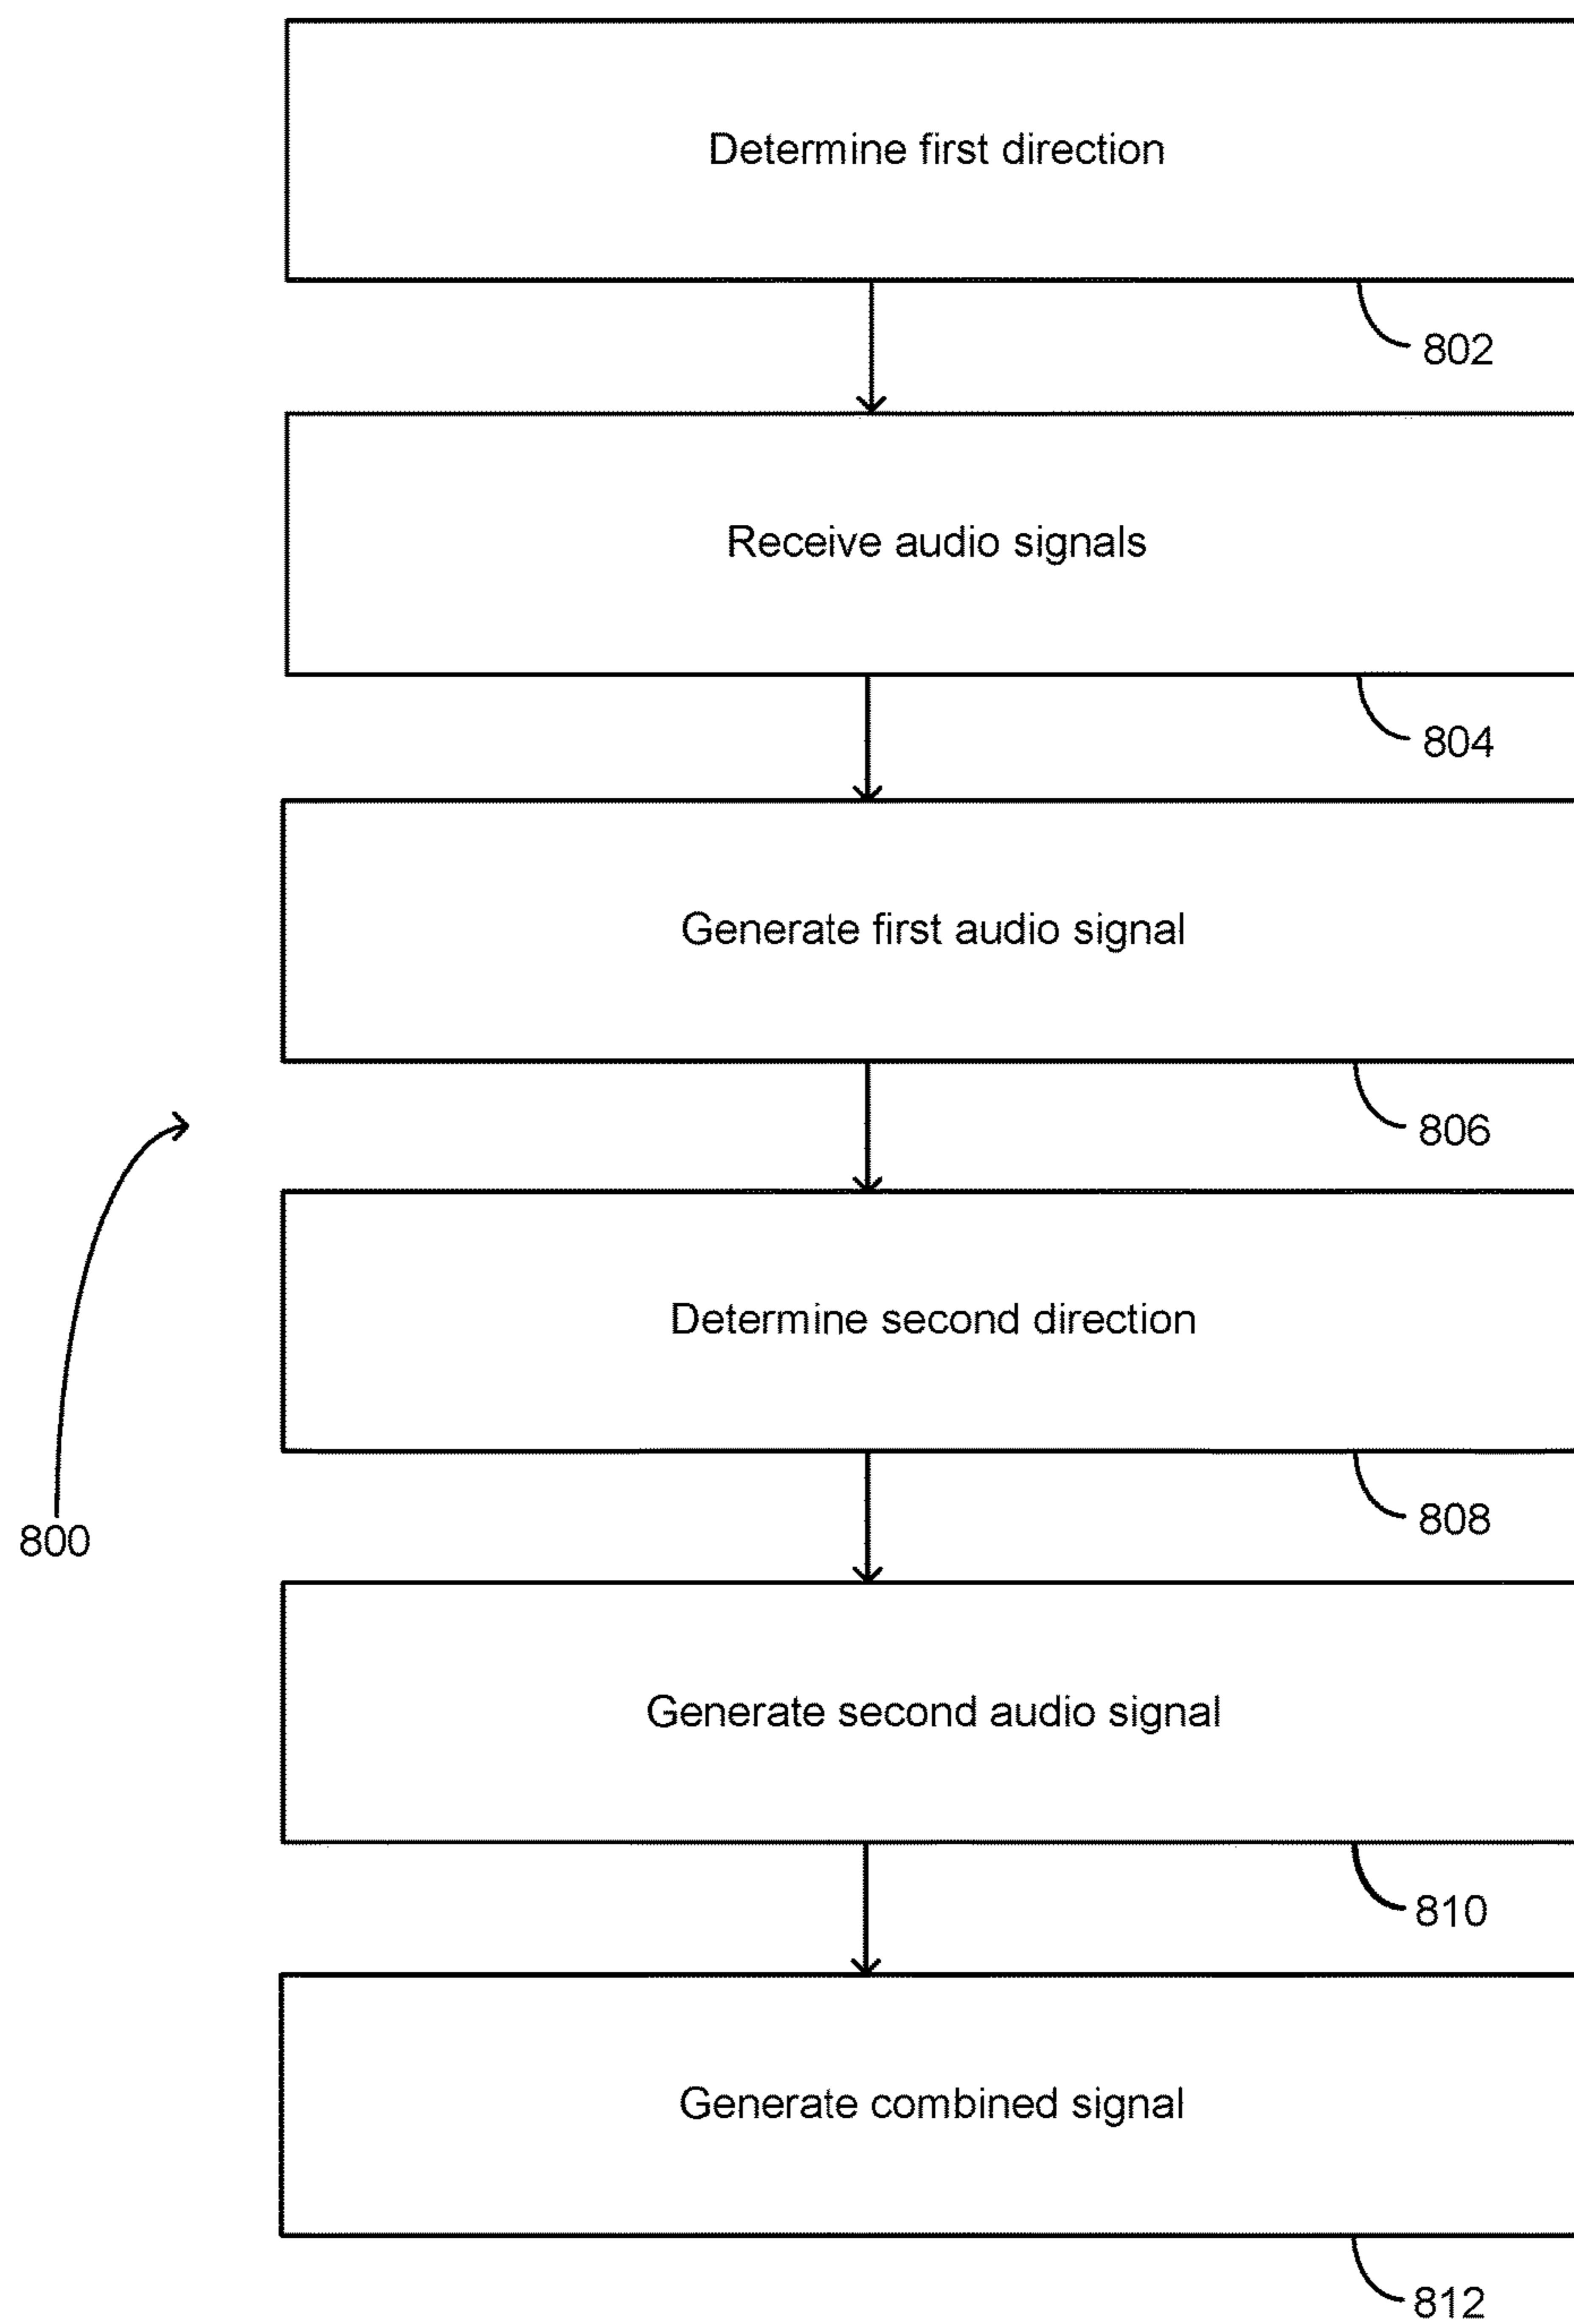 Determine first direction
802
Receive audio signals
804
Generate first audio signal
806
Determine second direction
808
800
Generate second audio signal
810
Generate combined signal
812